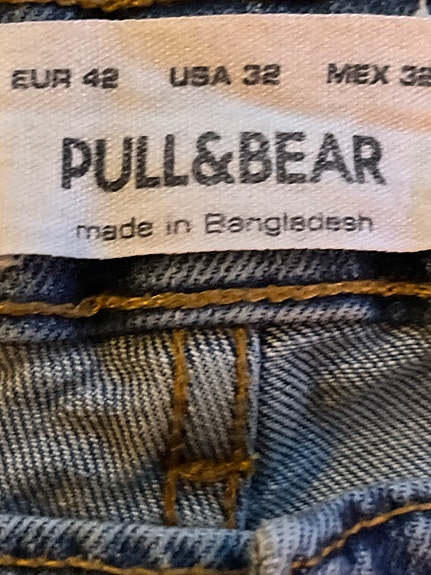 EUR 42 USA 32 MEX 32
PULL&BEAR
made in Bangladesh